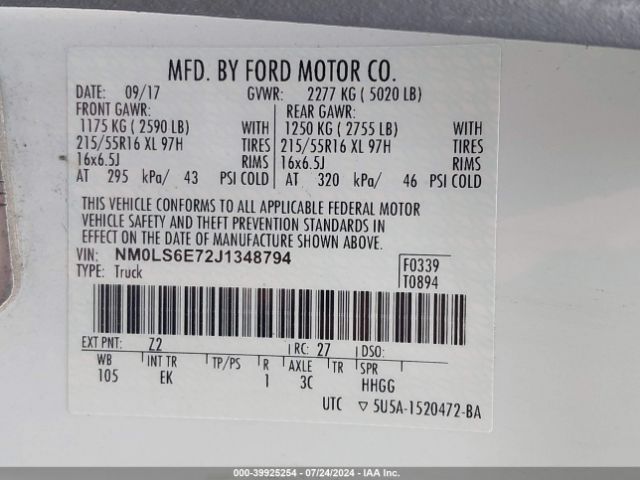 MFD. BY FORD MOTOR CO.
DATE: 09/17 GVWR: 2277 KG ( 5020 LB)
FRONT GAWR: REAR GAWR:
1175 KG ( 2590 LB) WITH 1250 KG ( 2755 LB) WITH
215/55R16 XL 97H TIRES 215/55R16 XL 97H TIRES
16x6.5J RIMS 16x6.5J RIMS
AT 295 kPa/ 43 PSI COLD AT 320 kPa/ 46 PSI COLD
THIS VEHICLE CONFORMS TO ALL APPLICABLE FEDERAL MOTOR
VEHICLE SAFETY AND THEFT PREVENTION STANDARDS IN
EFFECT ON THE DATE OF MANUFACTURE SHOWN ABOVE.
VIN: NM0LS6E72J1348794 F0339
TYPE: Truck T0894
EXT PNT: Z2 RC: 27 DSO:
WB INT TR TP/PS R AXLE TR SPR
105 EK 1 3C HHGG
UTC ▽ 5U5A-1520472-BA
000-39925254 - 07/24/2024 - COPART.COM